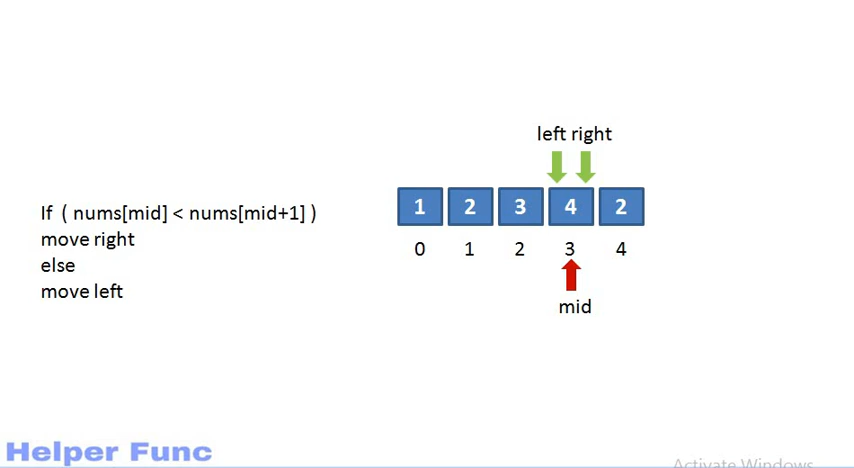 left right
If ( nums[mid] < nums[mid+1] )
move right
else
move left
1 2 3 4 2
0 1 2 3 4
mid
Helper Func
Activate Windows